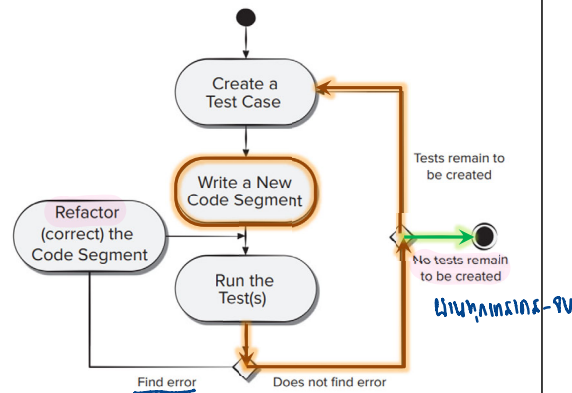 Create a
Test Case
Write a New
Code Segment
Refactor
(correct) the
Code Segment
Run the
Test(s)
Tests remain to
be created
No tests remain
to be created
Find error
Does not find error